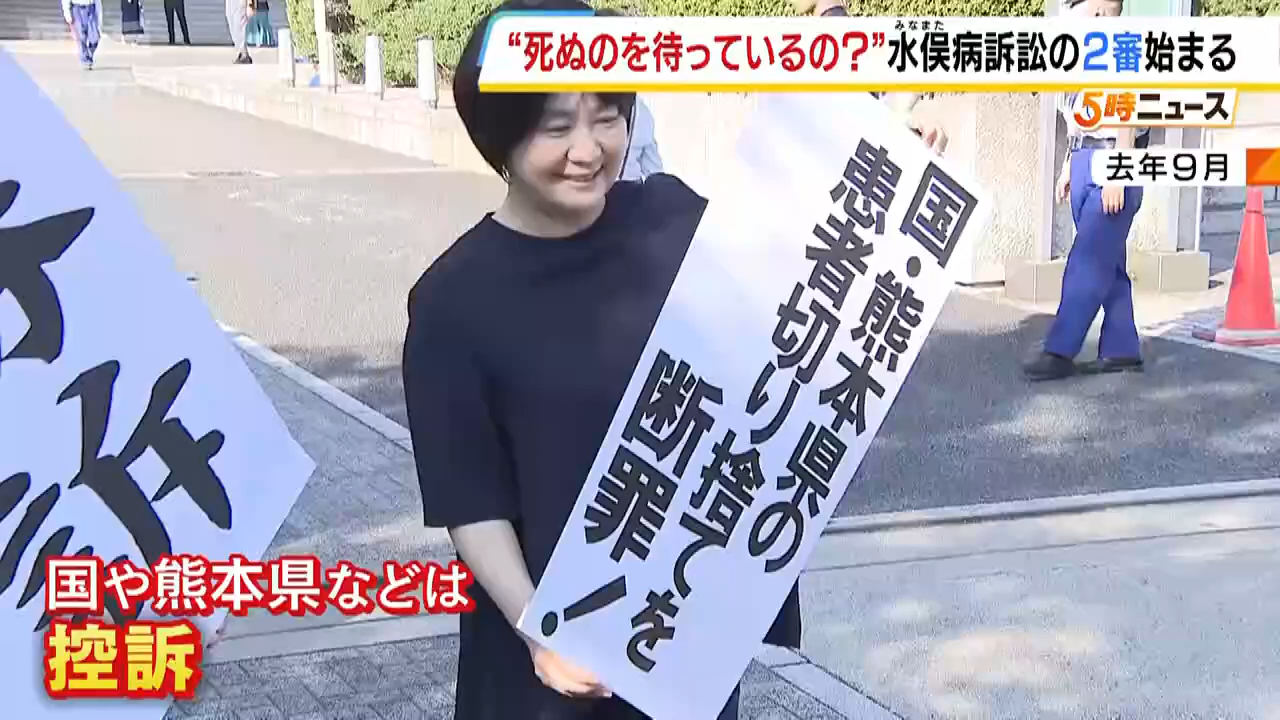 “死ぬのを待っているの？”水俣病訴訟の２審始まる
みなまた
5時ニュース
去年９月
国・熊本県の
患者切り捨てを
断罪！
訴
国や熊本県などは
控訴